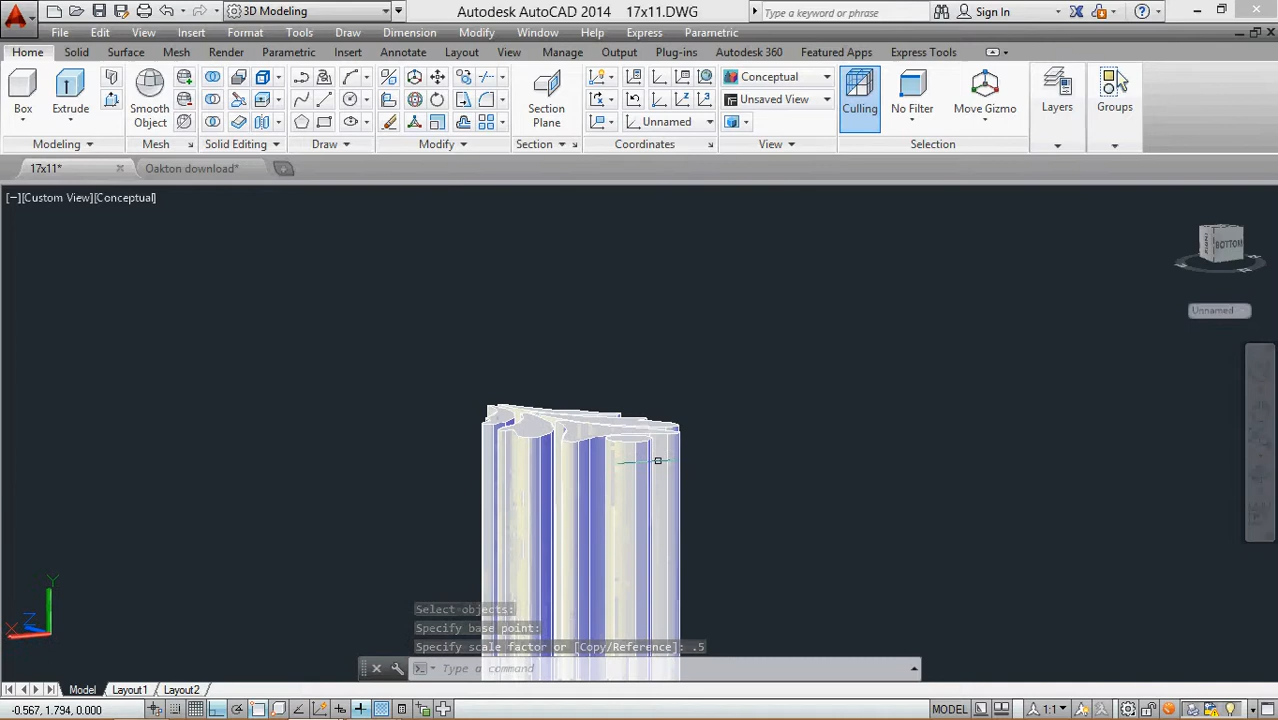 Autodesk AutoCAD 2014 17x11.DWG
3D Modeling
Type a keyword or phrase
Sign In
File Edit View Insert Format Tools Draw Dimension Modify Window Help Express Parametric
Home Solid Surface Mesh Render Parametric Insert Annotate Layout View Manage Output Plug-ins Autodesk 360 Featured Apps Express Tools
Box
Extrude
Smooth Object
Section Plane
Conceptual
Unsaved View
Unnamed
Culling
No Filter
Move Gizmo
Layers
Groups
Modeling Mesh Solid Editing Draw Modify Section Coordinates View Selection
17x11*
Oakton download*
[−][Custom View][Conceptual]
BOTTOM
Unnamed
Y
Z
X
Select objects:
Specify base point:
Specify scale factor or [Copy/Reference]: .5
Type a command
Model Layout1 Layout2
-0.567, 1.794, 0.000
MODEL
1:1